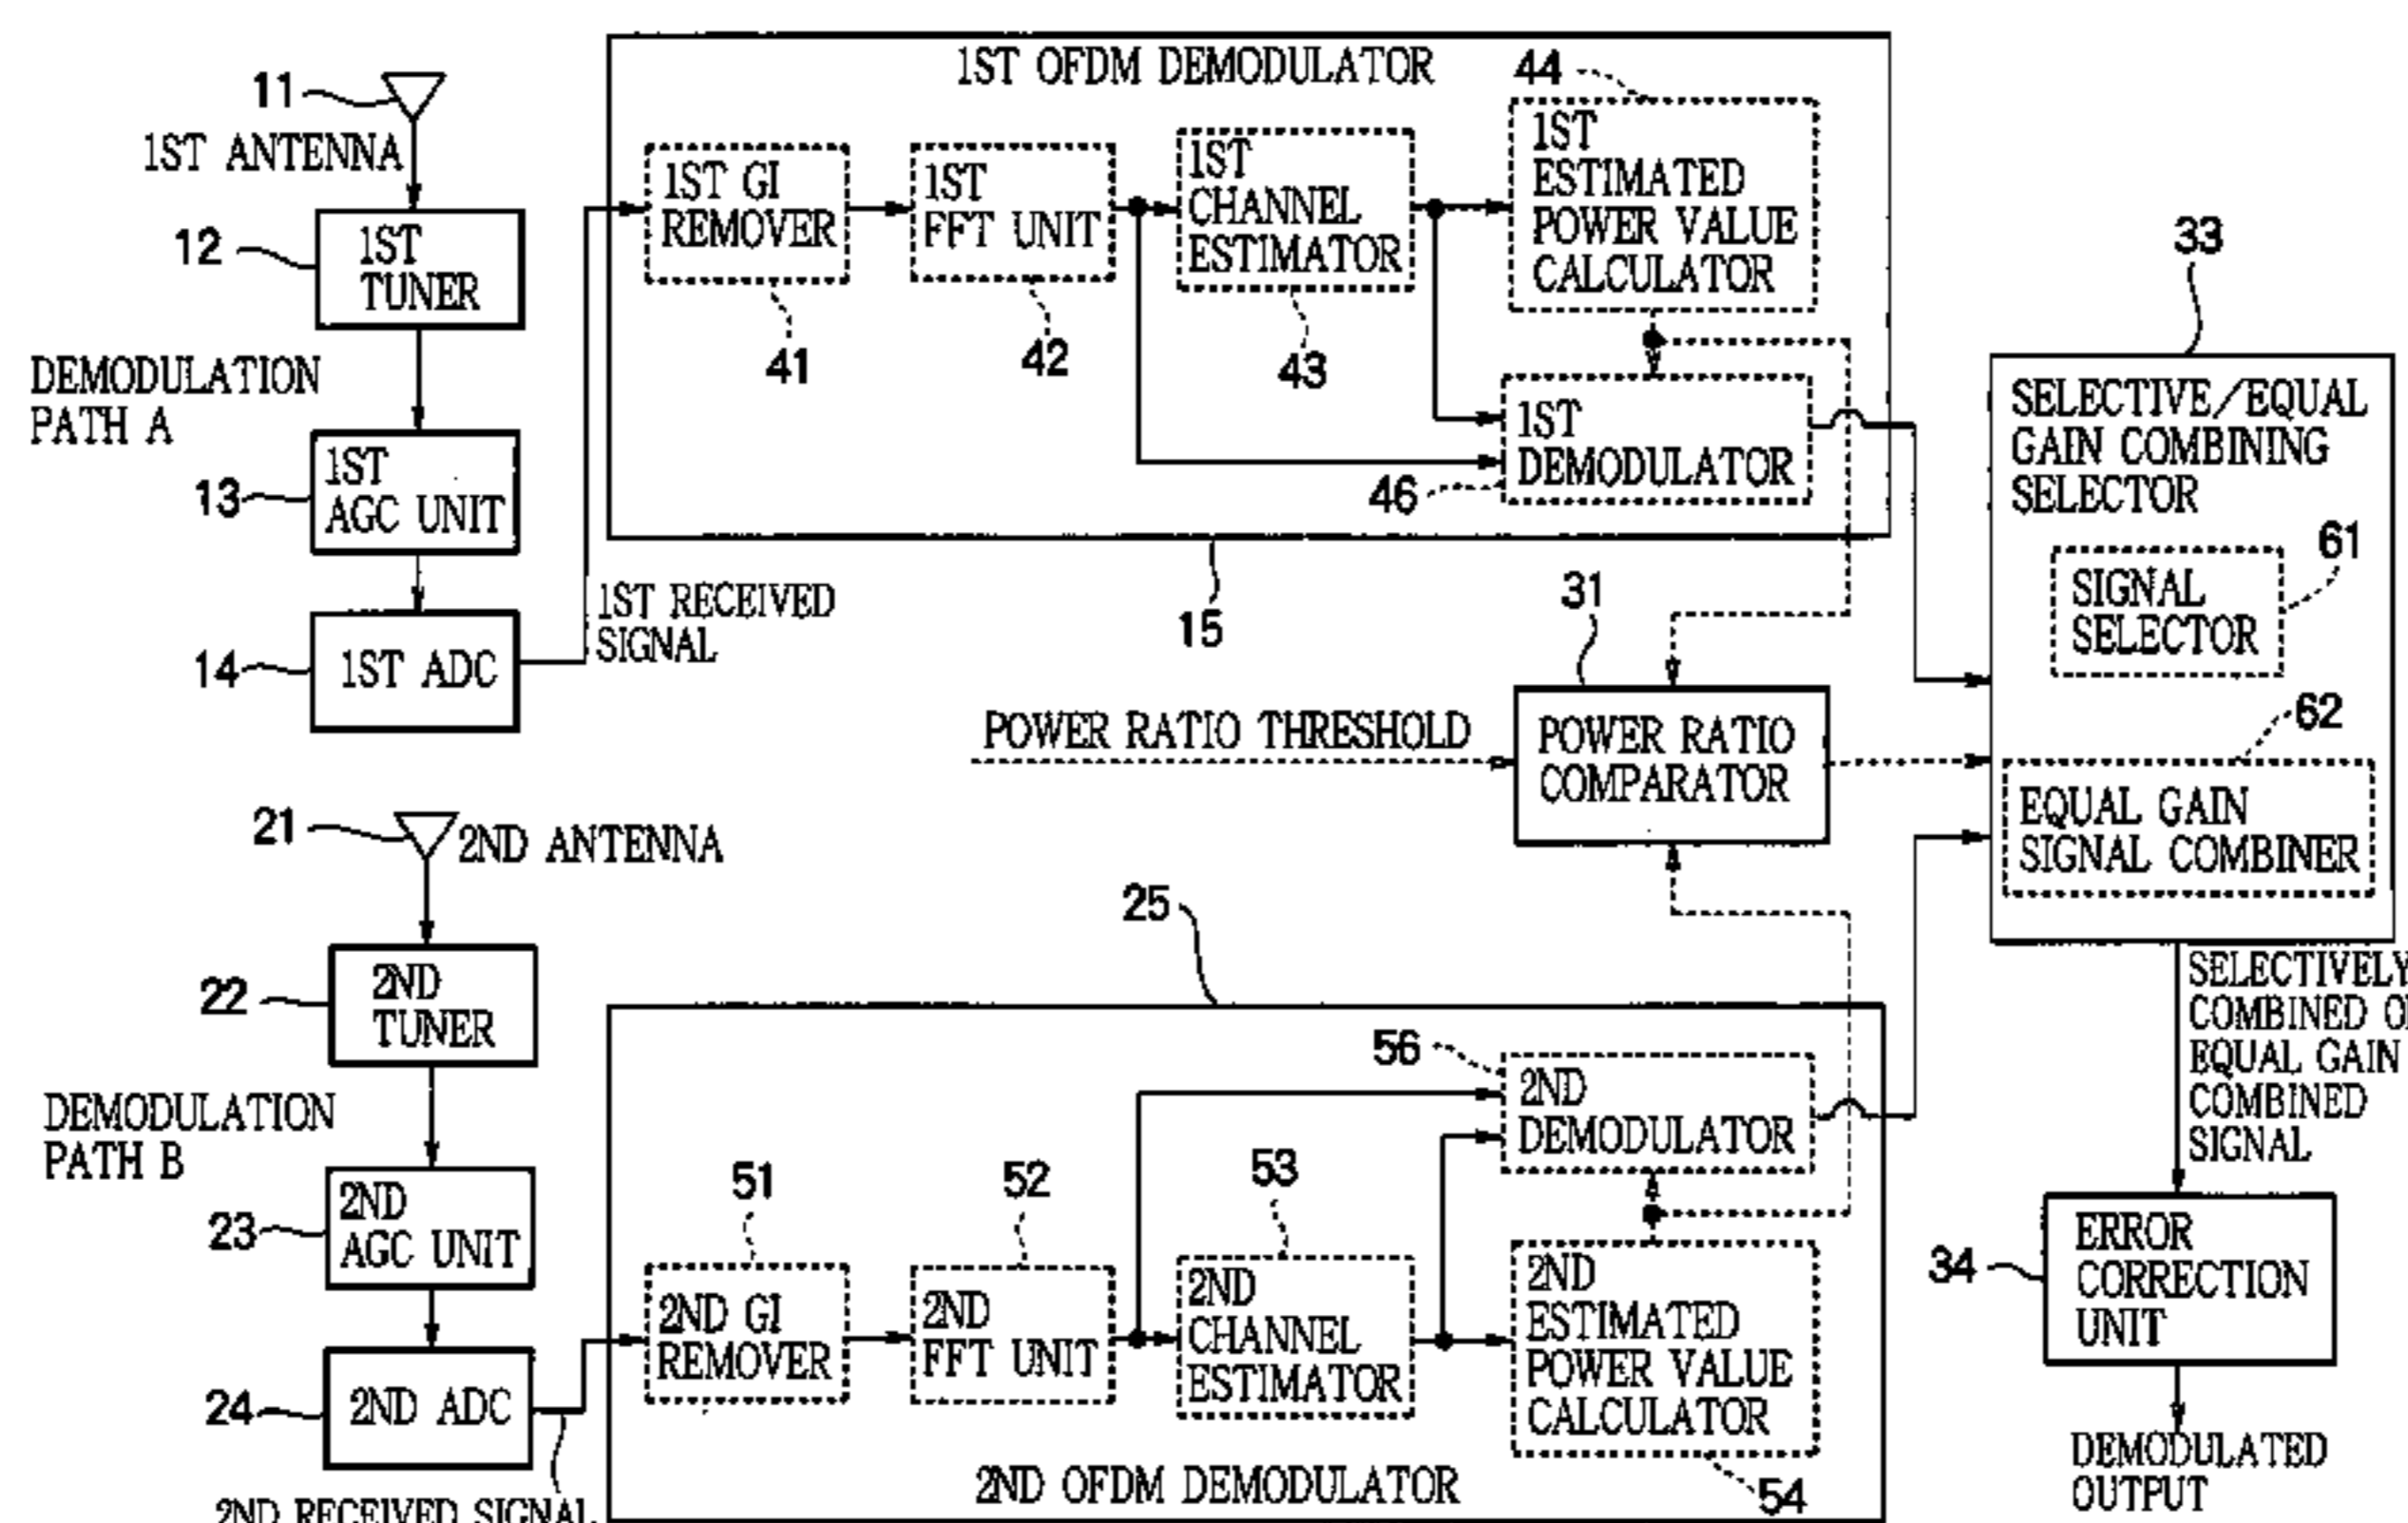 1ST OFDM DEMODULATOR
44
11
1ST ANTENNA
1ST GI
REMOVER
1ST
FFT UNIT
1ST
CHANNEL
ESTIMATOR
1ST
ESTIMATED
POWER VALUE
CALCULATOR
12
1ST
TUNER
41
42
43
33
DEMODULATION
PATH A
1ST
DEMODULATOR
46
SELECTIVE/EQUAL
GAIN COMBINING
SELECTOR
13
1ST
AGC UNIT
61
SIGNAL
SELECTOR
1ST RECEIVED
SIGNAL
15
31
14
1ST ADC
62
POWER RATIO THRESHOLD
POWER RATIO
COMPARATOR
EQUAL GAIN
SIGNAL COMBINER
21
2ND ANTENNA
25
22
2ND
TUNER
SELECTIVELY
COMBINED
EQUAL GAIN
COMBINED
SIGNAL
56
2ND
DEMODULATOR
DEMODULATION
PATH B
51
52
53
23
2ND
AGC UNIT
2ND GI
REMOVER
2ND
FFT UNIT
2ND
CHANNEL
ESTIMATOR
2ND
ESTIMATED
POWER VALUE
CALCULATOR
34
ERROR
CORRECTION
UNIT
24
2ND ADC
2ND OFDM DEMODULATOR
54
DEMODULATED
OUTPUT
2ND RECEIVED SIGNAL